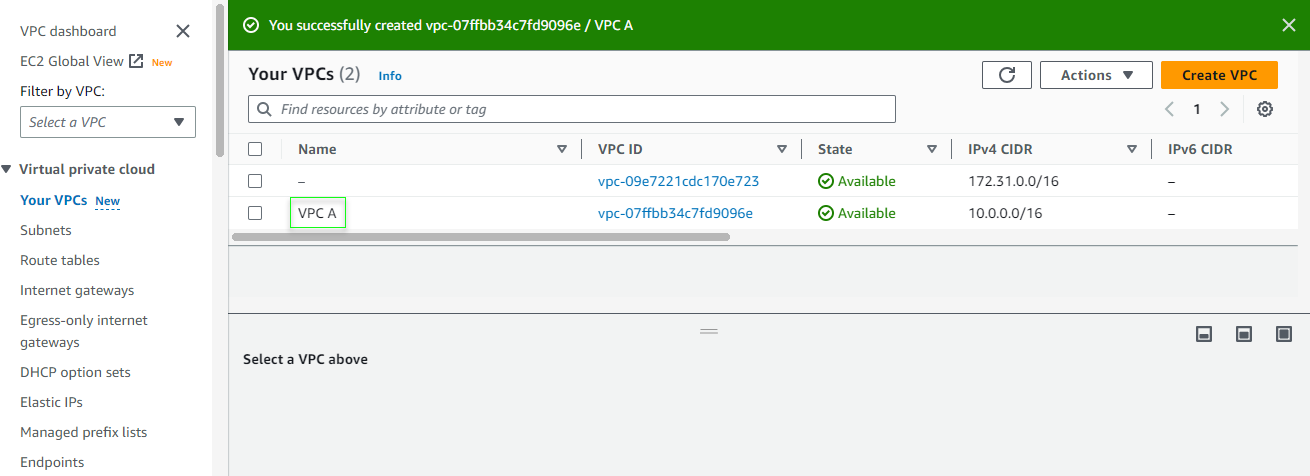 VPC dashboard
EC2 Global View New
Filter by VPC:
Select a VPC
Virtual private cloud
Your VPCs New
Subnets
Route tables
Internet gateways
Egress-only internet
gateways
DHCP option sets
Elastic IPs
Managed prefix lists
Endpoints
You successfully created vpc-07ffbb34c7fd9096e / VPC A
Your VPCs (2) Info
Actions
Create VPC
Find resources by attribute or tag
1
Name VPC ID State IPv4 CIDR IPv6 CIDR
– vpc-09e7221cdc170e723 Available 172.31.0.0/16 –
VPC A vpc-07ffbb34c7fd9096e Available 10.0.0.0/16 –
Select a VPC above